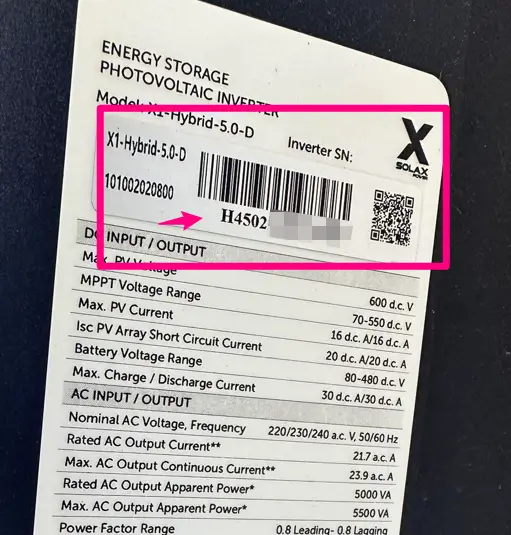 ENERGY STORAGE
PHOTOVOLTAIC INVERTER
Model: X1-Hybrid-5.0-D
Inverter SN:
X
SOLAX
POWER
X1-Hybrid-5.0-D
101002020800
H4502
DC INPUT / OUTPUT
Max. PV Voltage 600 d.c. V
MPPT Voltage Range 70-550 d.c. V
Max. PV Current 16 d.c. A/16 d.c. A
Isc PV Array Short Circuit Current 20 d.c. A/20 d.c. A
Battery Voltage Range 80-480 d.c. V
Max. Charge / Discharge Current 30 d.c. A/30 d.c. A
AC INPUT / OUTPUT
Nominal AC Voltage, Frequency 220/230/240 a.c. V, 50/60 Hz
Rated AC Output Current** 21.7 a.c. A
Max. AC Output Continuous Current** 23.9 a.c. A
Rated AC Output Apparent Power* 5000 VA
Max. AC Output Apparent Power* 5500 VA
Power Factor Range 0.8 Leading- 0.8 Lagging